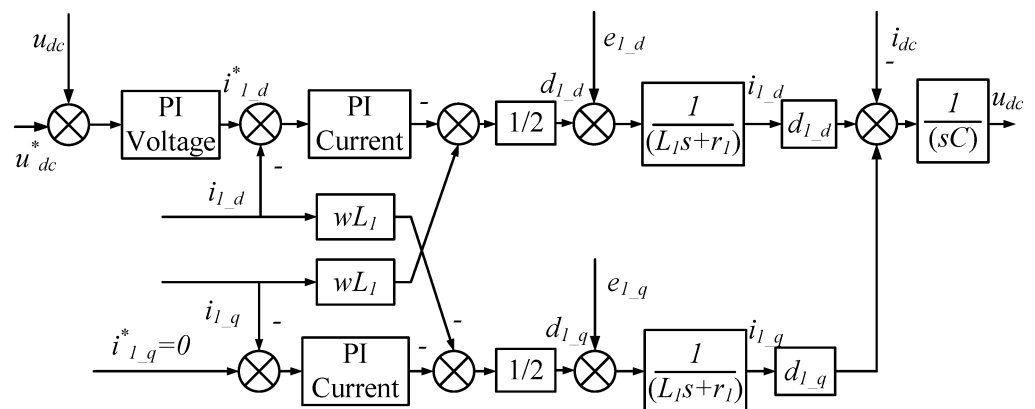 u_dc
e_1_d
i_dc
i*_1_d
d_1_d
i_1_d
u_dc
-
-
PI
Voltage
PI
Current
1/2
1
(L_1s+r_1)
d_1_d
1
(sC)
u*_dc
-
i_1_d
wL_1
wL_1
e_1_q
i_1_q
-
-
i*_1_q=0
d_1_q
i_1_q
-
PI
Current
1/2
1
(L_1s+r_1)
d_1_q